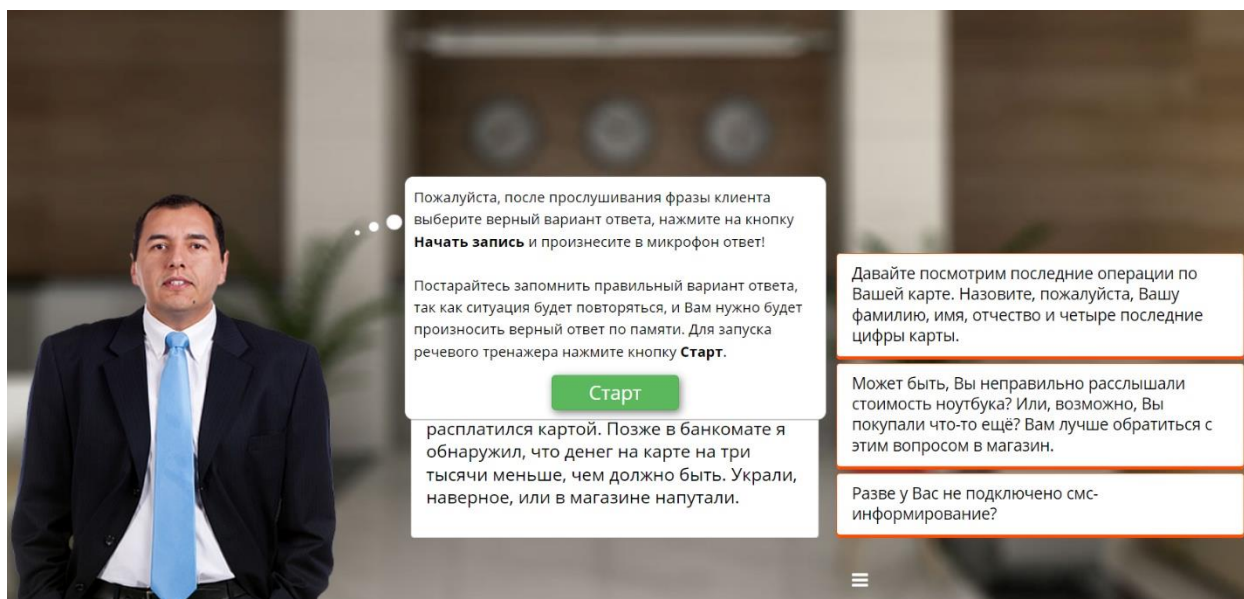 Пожалуйста, после прослушивания фразы клиента
выберите верный вариант ответа, нажмите на кнопку
Начать запись и произнесите в микрофон ответ!
Постарайтесь запомнить правильный вариант ответа,
так как ситуация будет повторяться, и Вам нужно будет
произносить верный ответ по памяти. Для запуска
речевого тренажера нажмите кнопку Старт.
Старт
расплатился картой. Позже в банкомате я
обнаружил, что денег на карте на три
тысячи меньше, чем должно быть. Украли,
наверное, или в магазине напутали.
Давайте посмотрим последние операции по
Вашей карте. Назовите, пожалуйста, Вашу
фамилию, имя, отчество и четыре последние
цифры карты.
Может быть, Вы неправильно расслышали
стоимость ноутбука? Или, возможно, Вы
покупали что-то ещё? Вам лучше обратиться с
этим вопросом в магазин.
Разве у Вас не подключено смс-
информирование?